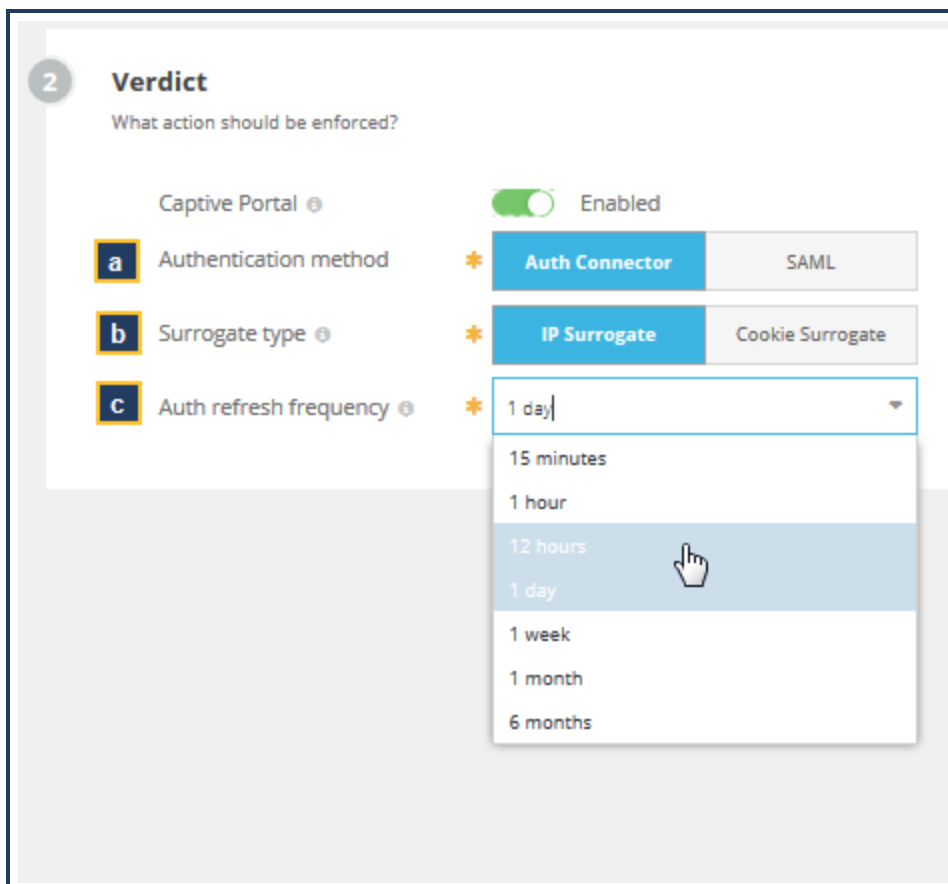 2 Verdict
What action should be enforced?
Captive Portal Enabled
a Authentication method * Auth Connector SAML
b Surrogate type * IP Surrogate Cookie Surrogate
c Auth refresh frequency * 1 day
15 minutes
1 hour
12 hours
1 day
1 week
1 month
6 months